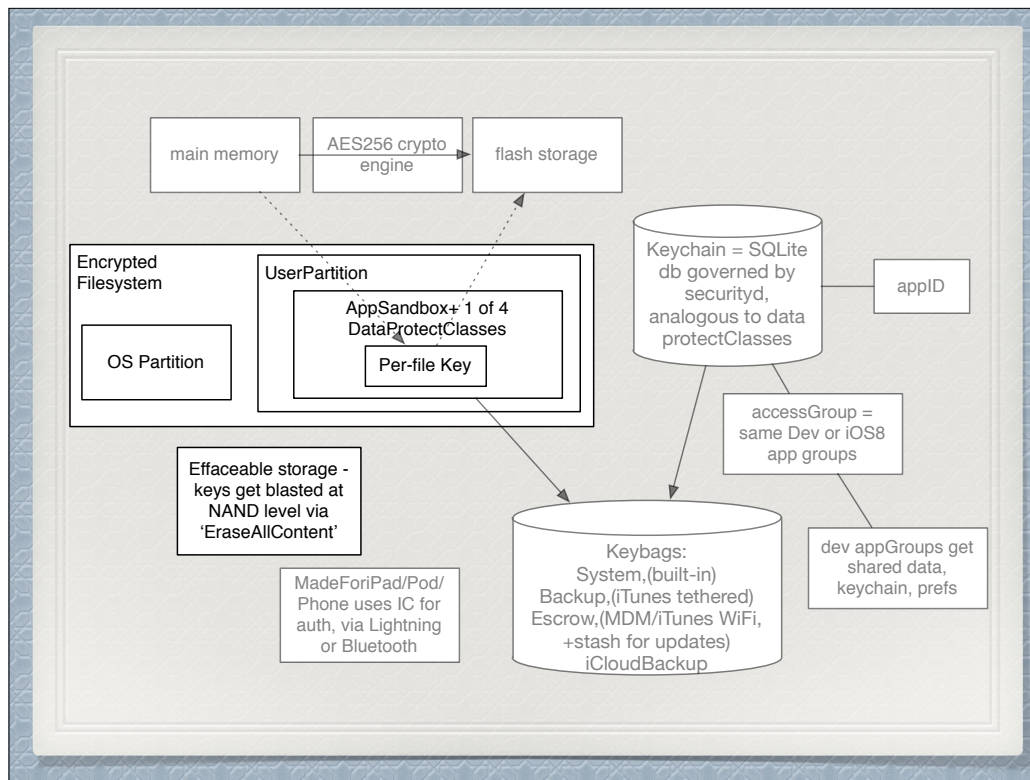 main memory
AES256 crypto
engine
flash storage
Keychain = SQLite
db governed by
securityd,
analogous to data
protectClasses
appID
Encrypted
Filesystem
UserPartition
AppSandbox+ 1 of 4
DataProtectClasses
Per-file Key
OS Partition
accessGroup =
same Dev or iOS8
app groups
Effaceable storage -
keys get blasted at
NAND level via
‘EraseAllContent’
Keybags:
System,(built-in)
Backup,(iTunes tethered)
Escrow,(MDM/iTunes WiFi,
+stash for updates)
iCloudBackup
dev appGroups get
shared data,
keychain, prefs
MadeForiPad/Pod/
Phone uses IC for
auth, via Lightning
or Bluetooth